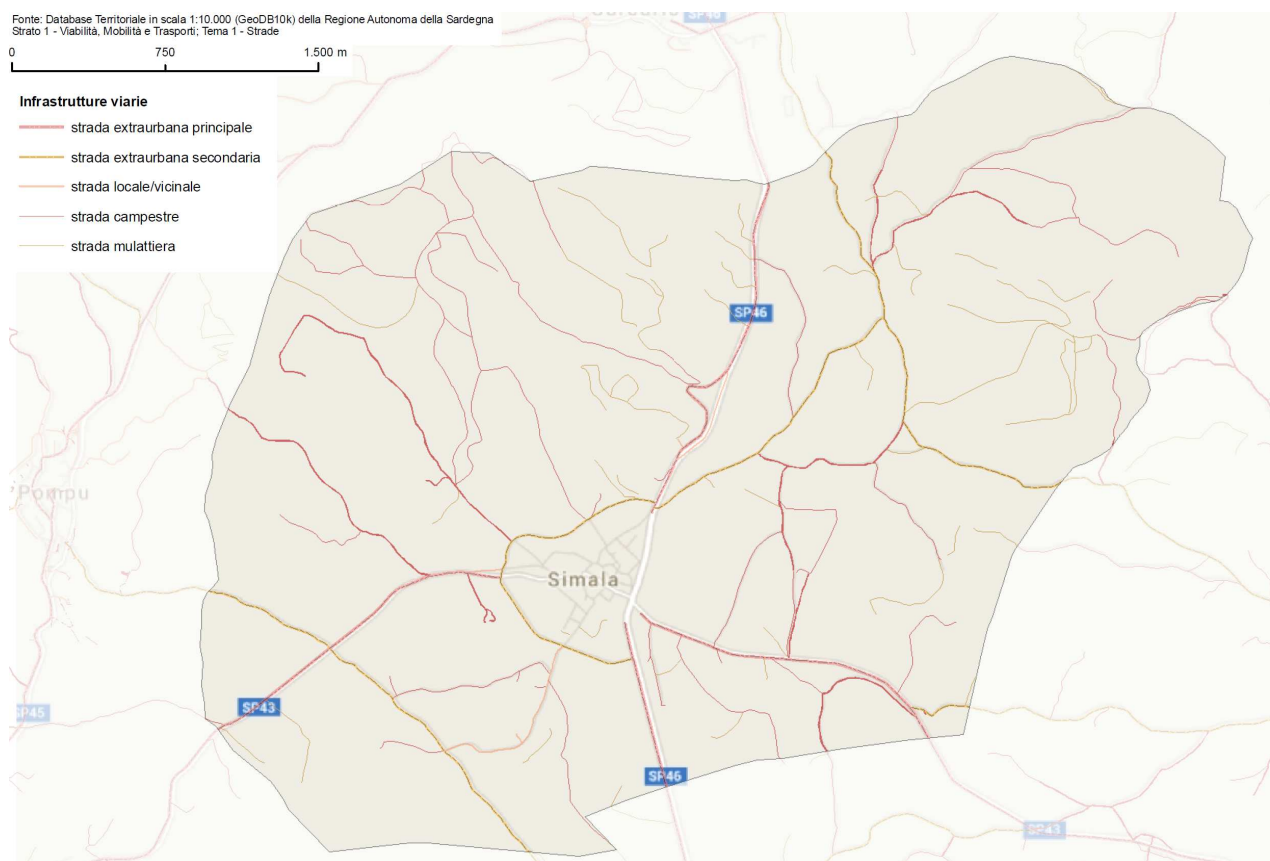 Fonte: Database Territoriale in scala 1:10.000 (GeoDB10k) della Regione Autonoma della Sardegna
Strato 1 - Viabilità, Mobilità e Trasporti; Tema 1 - Strade
0 750 1.500 m
Infrastrutture viarie
strada extraurbana principale
strada extraurbana secondaria
strada locale/vicinale
strada campestre
strada mulattiera
SP46
SP46
Pompu
Simala
SP43
SP45
SP46
SP43